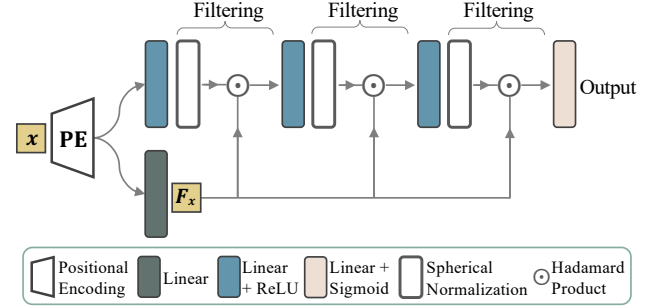 Filtering Filtering Filtering
x PE Output
F_x
Positional Encoding
Linear
Linear + ReLU
Linear + Sigmoid
Spherical Normalization
Hadamard Product